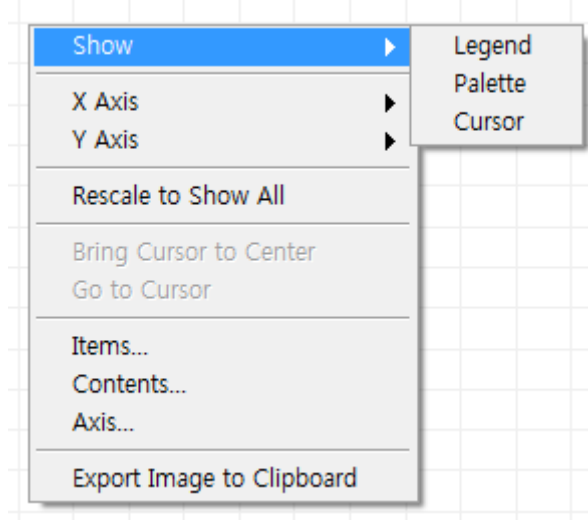 Show
Legend
Palette
Cursor
X Axis
Y Axis
Rescale to Show All
Bring Cursor to Center
Go to Cursor
Items...
Contents...
Axis...
Export Image to Clipboard